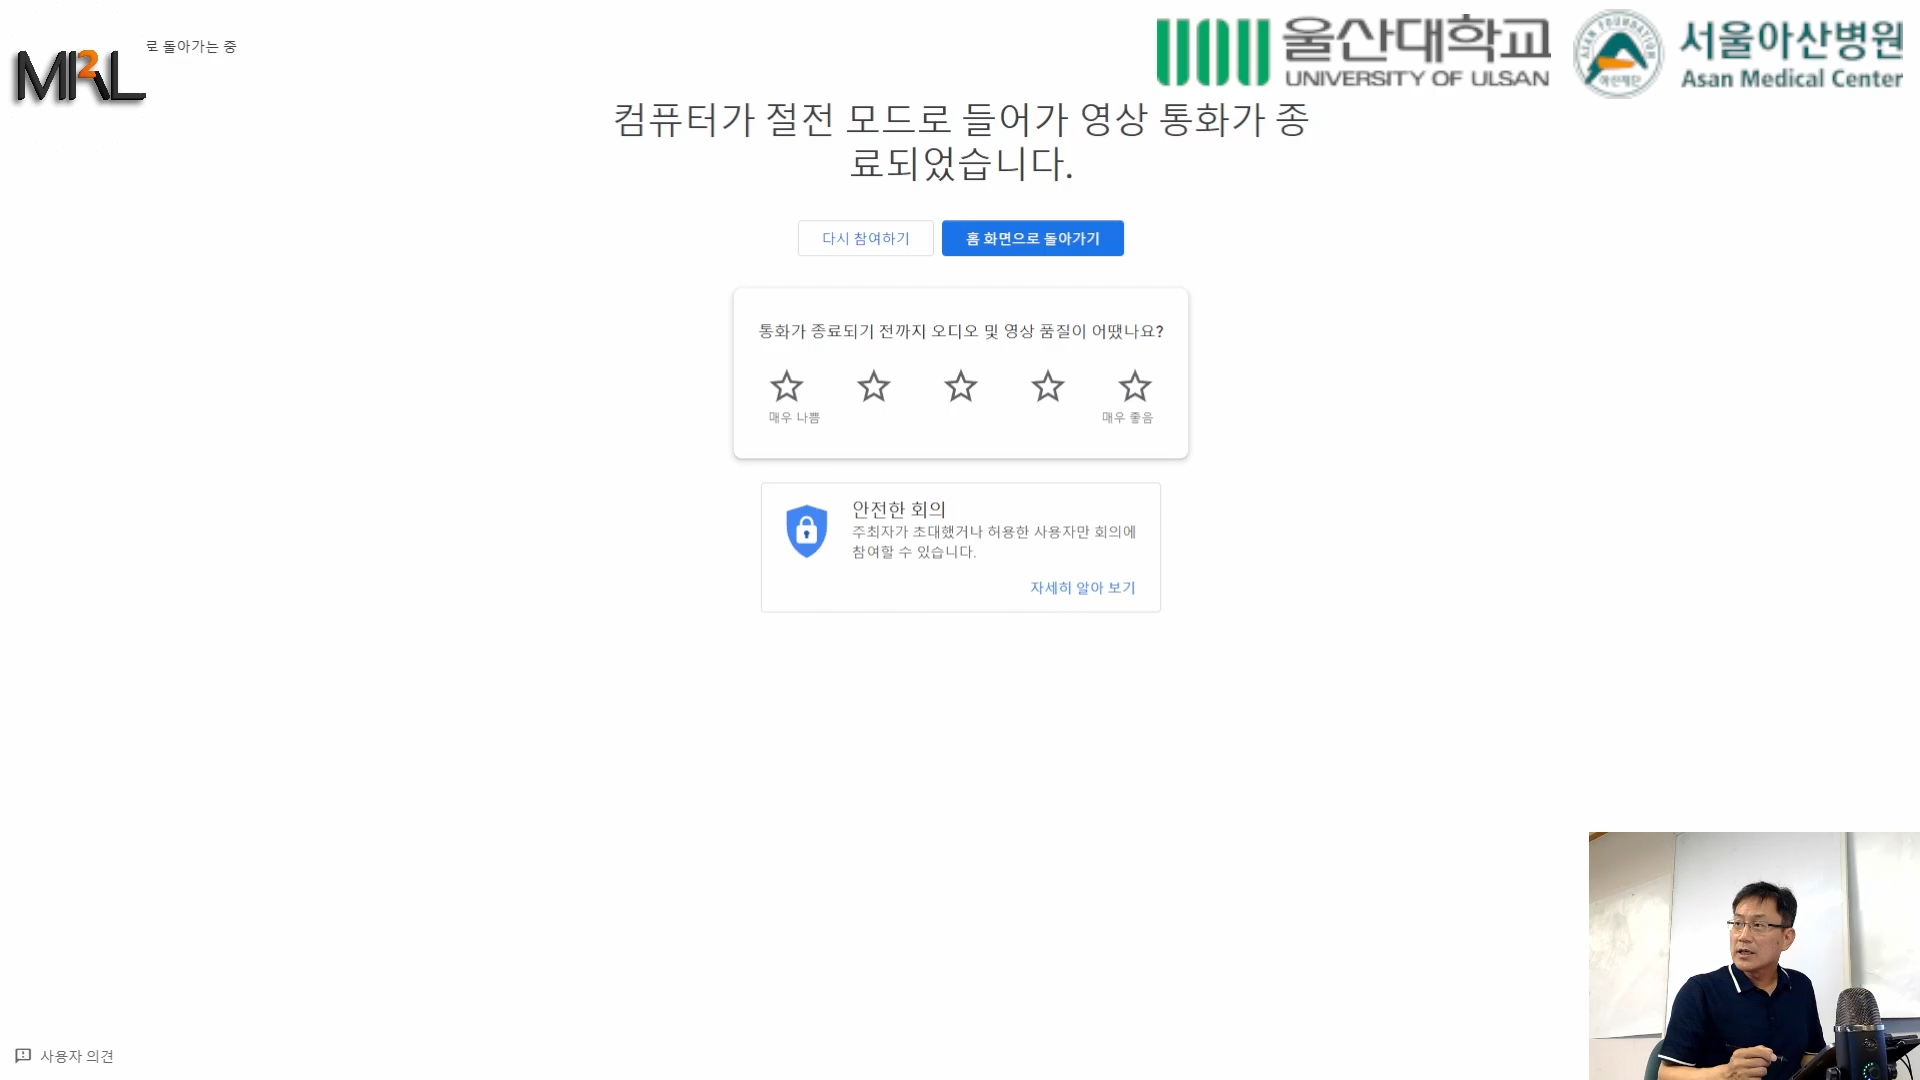 MI2RL
로 돌아가는 중
울산대학교
UNIVERSITY OF ULSAN
ASAN FOUNDATION
아산재단
서울아산병원
Asan Medical Center
컴퓨터가 절전 모드로 들어가 영상 통화가 종
료되었습니다.
다시 참여하기
홈 화면으로 돌아가기
통화가 종료되기 전까지 오디오 및 영상 품질이 어땠나요?
매우 나쁨
매우 좋음
안전한 회의
주최자가 초대했거나 허용한 사용자만 회의에
참여할 수 있습니다.
자세히 알아 보기
사용자 의견